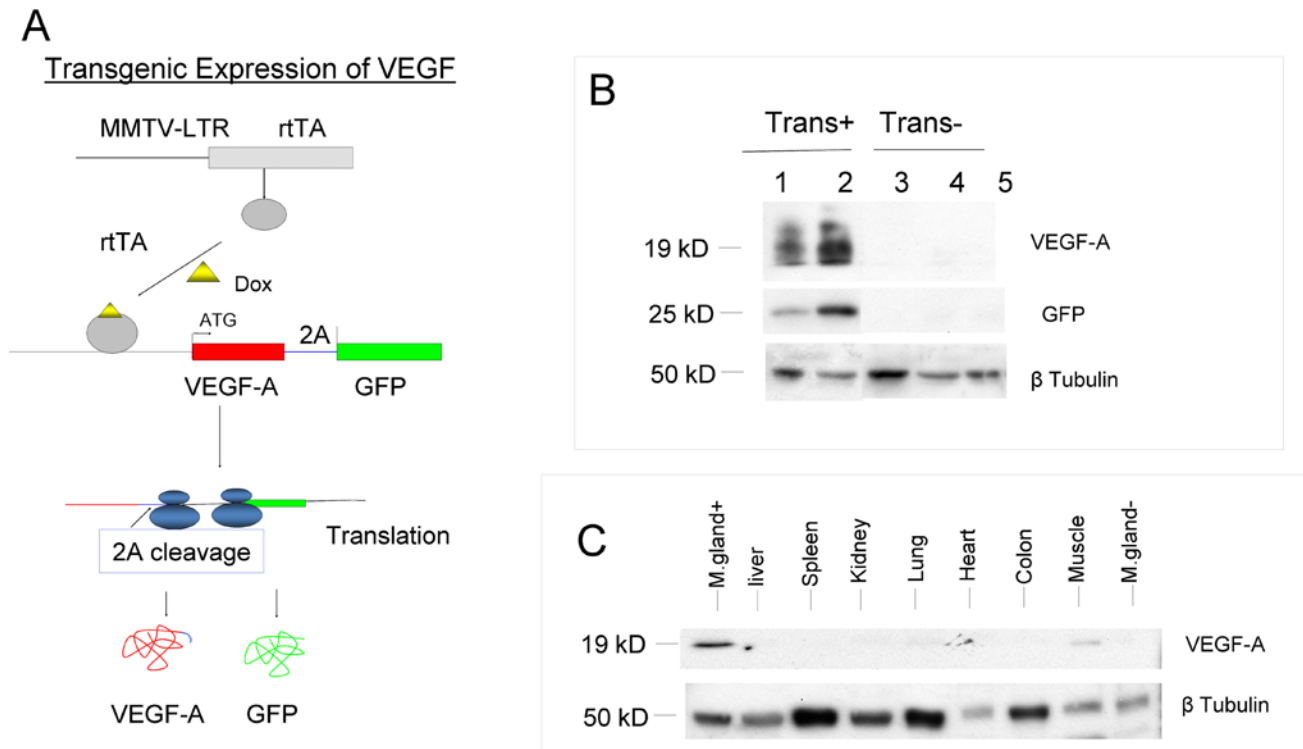 A
Transgenic Expression of VEGF
MMTV-LTR rtTA
rtTA
Dox
ATG
2A
VEGF-A GFP
Translation
2A cleavage
VEGF-A GFP
B
Trans+ Trans-
1 2 3 4 5
19 kD VEGF-A
25 kD GFP
50 kD β Tubulin
C
M.gland+ liver Spleen Kidney Lung Heart Colon Muscle M.gland-
19 kD VEGF-A
50 kD β Tubulin